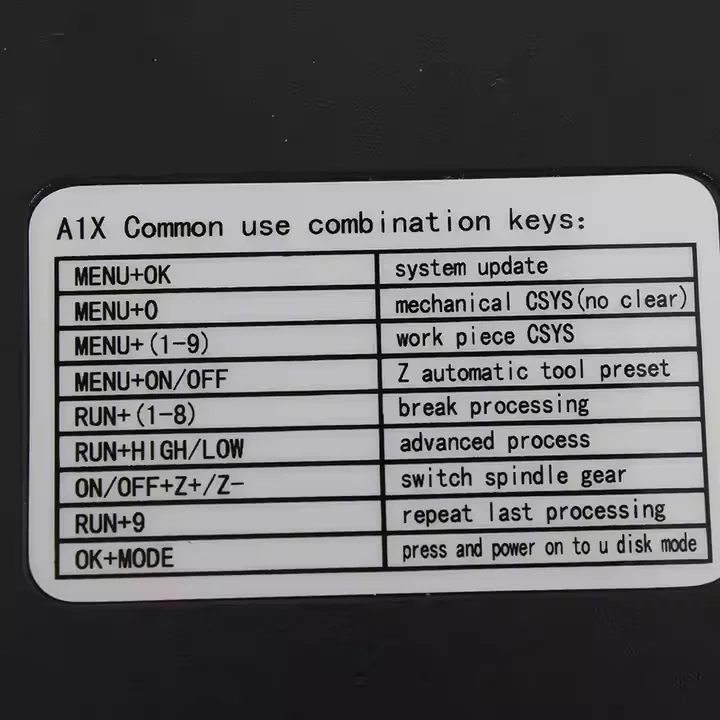 A1X Common use combination keys:
MENU+OK system update
MENU+0 mechanical CSYS(no clear)
MENU+(1-9) work piece CSYS
MENU+ON/OFF Z automatic tool preset
RUN+(1-8) break processing
RUN+HIGH/LOW advanced process
ON/OFF+Z+/Z- switch spindle gear
RUN+9 repeat last processing
OK+MODE press and power on to u disk mode